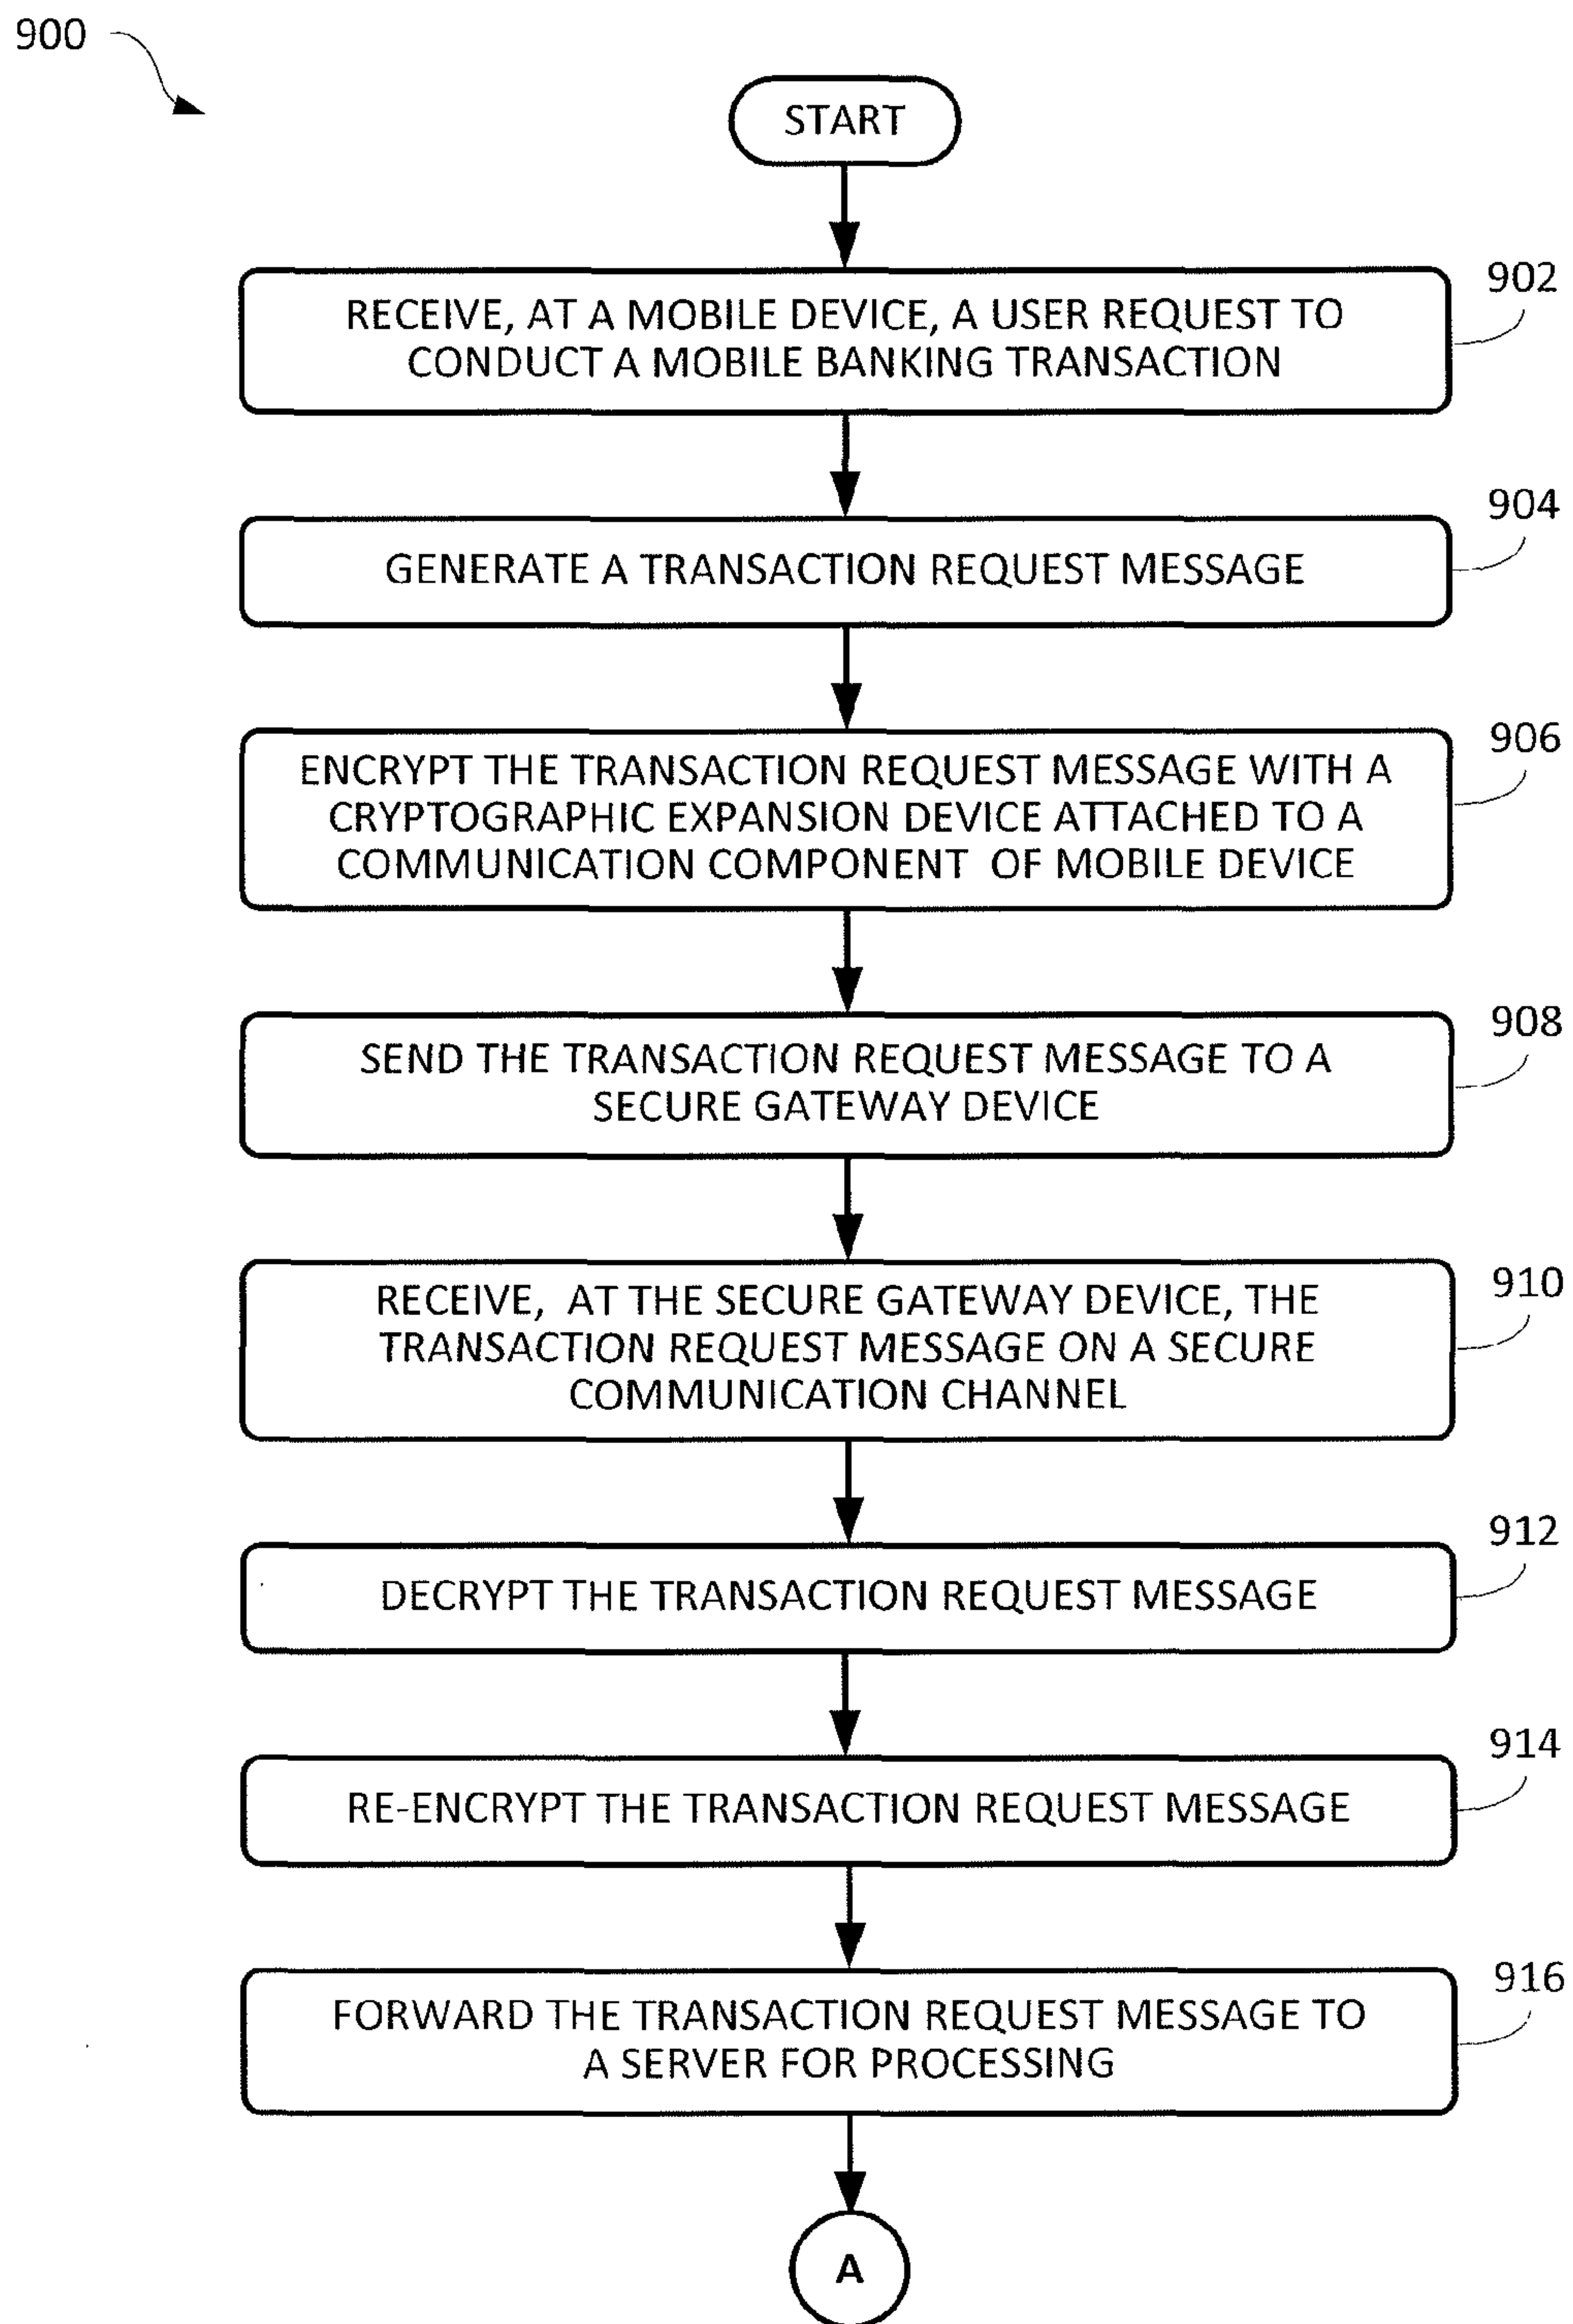 900
START
902
RECEIVE, AT A MOBILE DEVICE, A USER REQUEST TO
CONDUCT A MOBILE BANKING TRANSACTION
904
GENERATE A TRANSACTION REQUEST MESSAGE
906
ENCRYPT THE TRANSACTION REQUEST MESSAGE WITH A
CRYPTOGRAPHIC EXPANSION DEVICE ATTACHED TO A
COMMUNICATION COMPONENT OF MOBILE DEVICE
908
SEND THE TRANSACTION REQUEST MESSAGE TO A
SECURE GATEWAY DEVICE
910
RECEIVE, AT THE SECURE GATEWAY DEVICE, THE
TRANSACTION REQUEST MESSAGE ON A SECURE
COMMUNICATION CHANNEL
912
DECRYPT THE TRANSACTION REQUEST MESSAGE
914
RE-ENCRYPT THE TRANSACTION REQUEST MESSAGE
916
FORWARD THE TRANSACTION REQUEST MESSAGE TO
A SERVER FOR PROCESSING
A